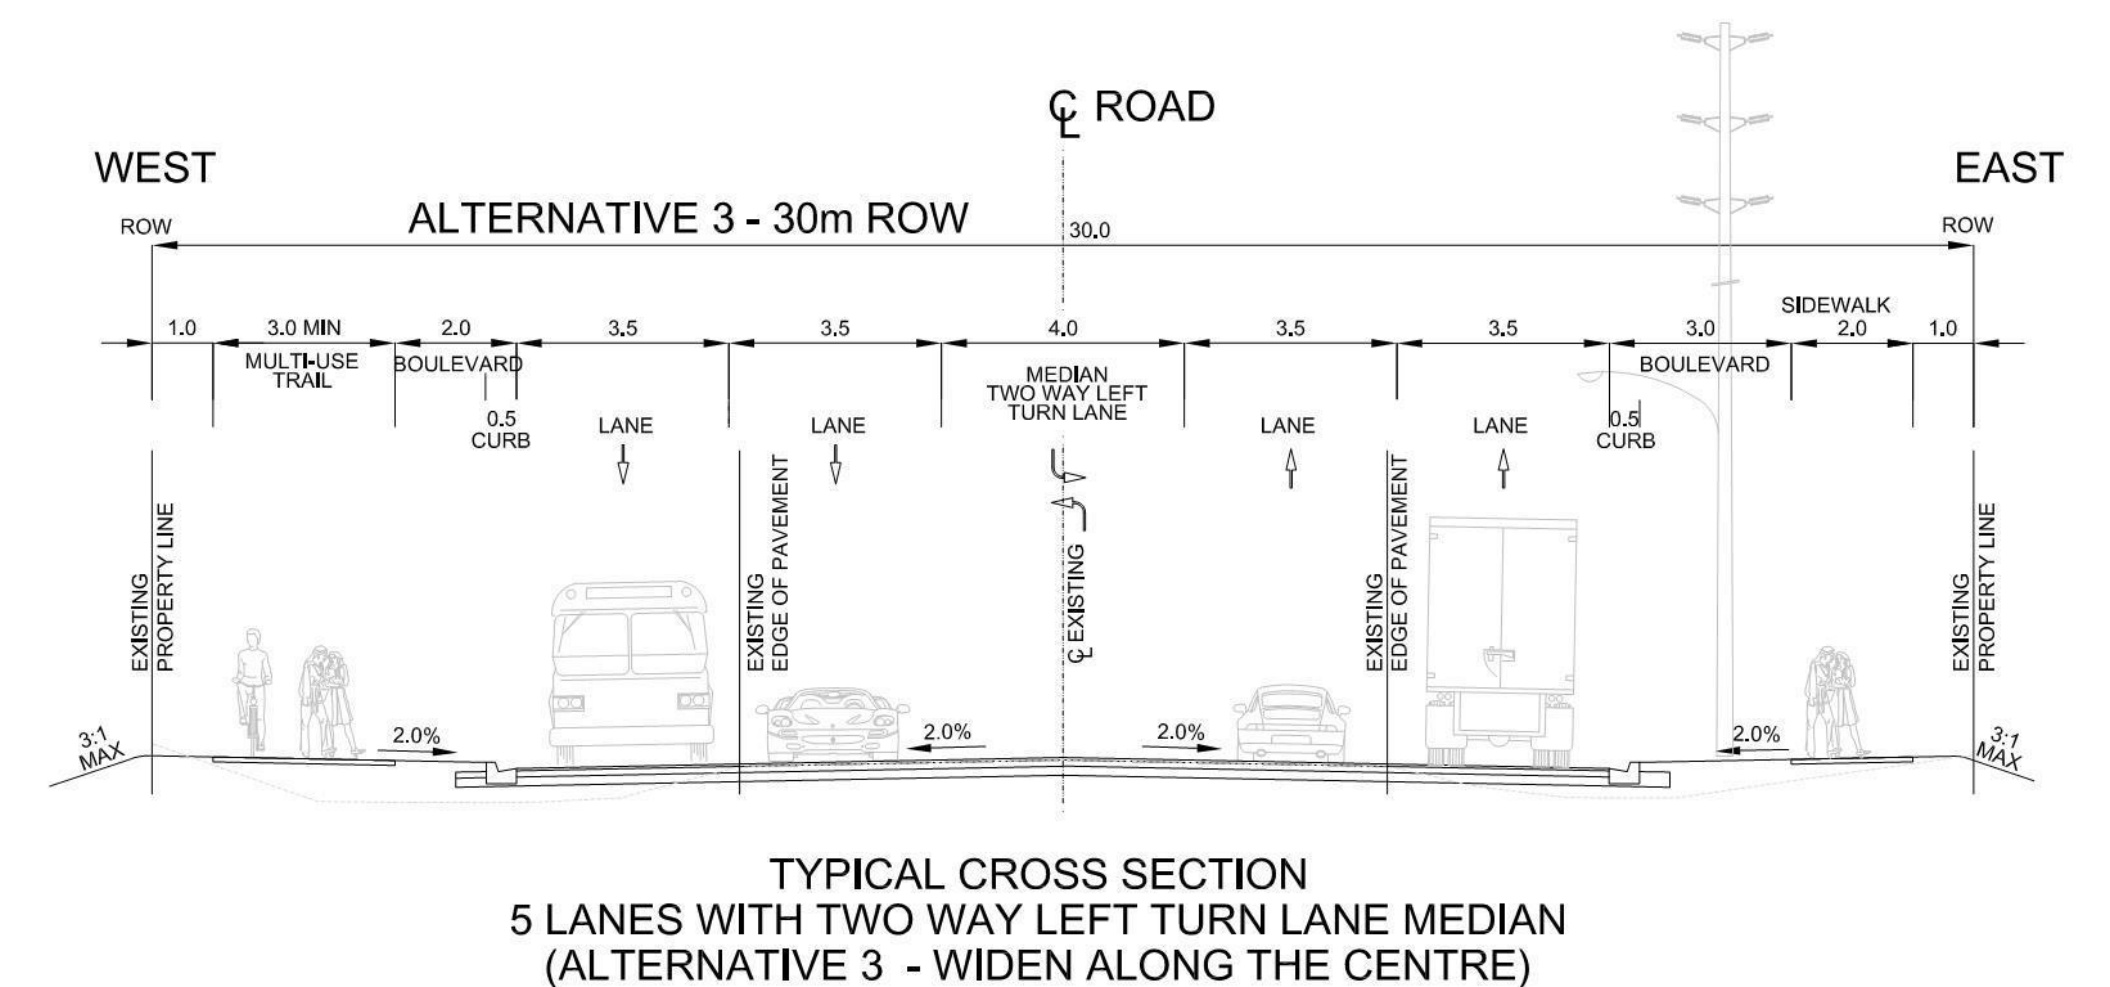 ℄ ROAD
WEST
EAST
ALTERNATIVE 3 - 30m ROW
ROW
30.0
ROW
SIDEWALK
1.0
3.0 MIN
2.0
3.5
3.5
4.0
3.5
3.5
3.0
2.0
1.0
MULTI-USE
TRAIL
BOULEVARD
MEDIAN
TWO WAY LEFT
TURN LANE
BOULEVARD
0.5
CURB
LANE
LANE
LANE
LANE
0.5
CURB
EXISTING
PROPERTY LINE
EXISTING
EDGE OF PAVEMENT
℄ EXISTING
EXISTING
EDGE OF PAVEMENT
EXISTING
PROPERTY LINE
3:1
MAX
2.0%
2.0%
2.0%
2.0%
3:1
MAX
TYPICAL CROSS SECTION
5 LANES WITH TWO WAY LEFT TURN LANE MEDIAN
(ALTERNATIVE 3 - WIDEN ALONG THE CENTRE)